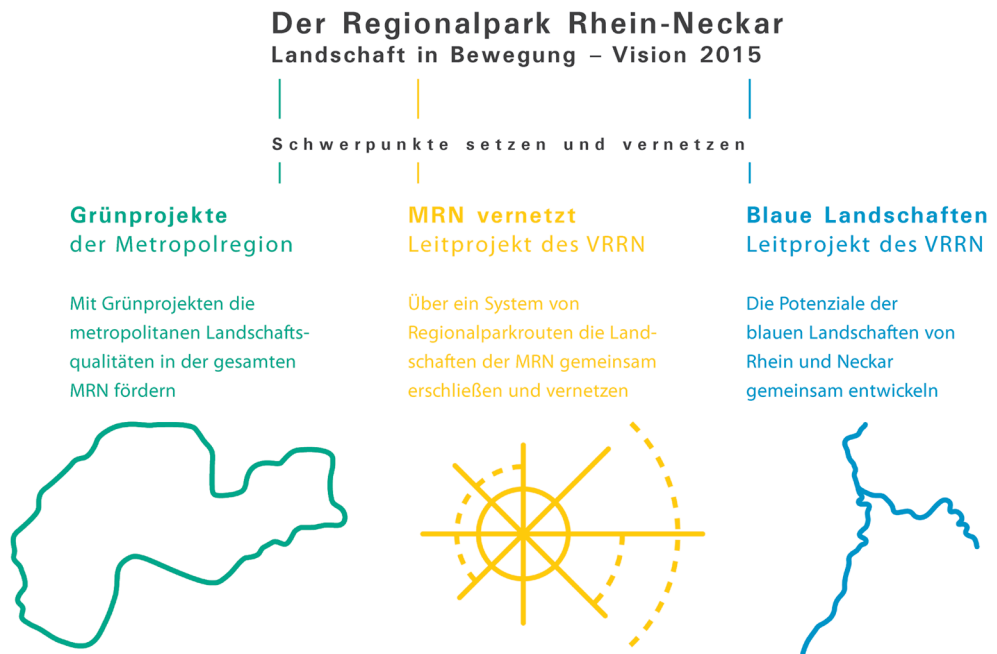 Der Regionalpark Rhein-Neckar
Landschaft in Bewegung – Vision 2015
Schwerpunkte setzen und vernetzen
Grünprojekte
der Metropolregion
Mit Grünprojekten die
metropolitanen Landschafts-
qualitäten in der gesamten
MRN fördern
MRN vernetzt
Leitprojekt des VRRN
Über ein System von
Regionalparkrouten die Land-
schaften der MRN gemeinsam
erschließen und vernetzen
Blaue Landschaften
Leitprojekt des VRRN
Die Potenziale der
blauen Landschaften von
Rhein und Neckar
gemeinsam entwickeln